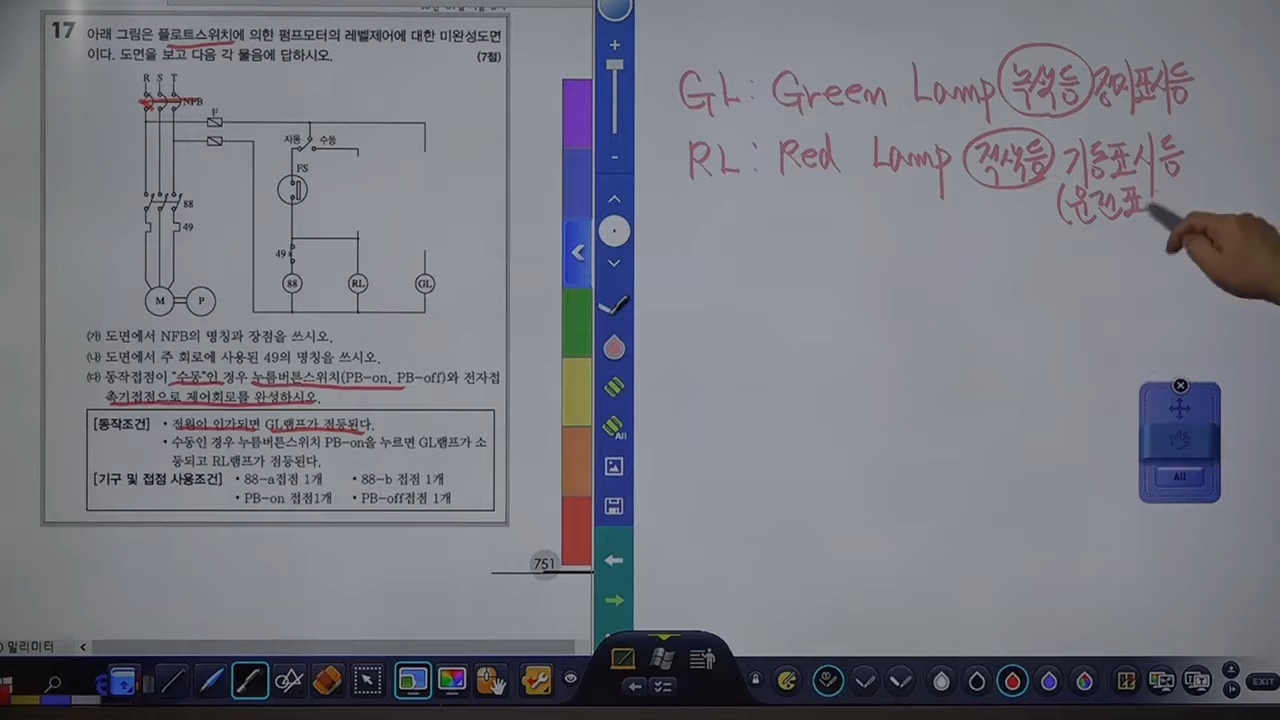 17 아래 그림은 플로트스위치에 의한 펌프모터의 레벨제어에 대한 미완성도면
이다. 도면을 보고 다음 각 물음에 답하시오. (7점)
R S T
NFB
F
자동 수동
FS
88
49
49
88 RL GL
M P
㈎ 도면에서 NFB의 명칭과 장점을 쓰시오.
㈏ 도면에서 주 회로에 사용된 49의 명칭을 쓰시오.
㈐ 동작접점이 "수동"인 경우 누름버튼스위치(PB-on, PB-off)와 전자접
촉기접점으로 제어회로를 완성하시오.
[동작조건] • 전원이 인가되면 GL램프가 점등된다.
• 수동인 경우 누름버튼스위치 PB-on을 누르면 GL램프가 소
등되고 RL램프가 점등된다.
[기구 및 접점 사용조건] • 88-a접점 1개 • 88-b 접점 1개
• PB-on 접점1개 • PB-off접점 1개
751
밀리미터
GL : Green Lamp 녹색등 정지표시등
RL : Red Lamp 적색등 기동표시등
(운전표
All
All
EXIT